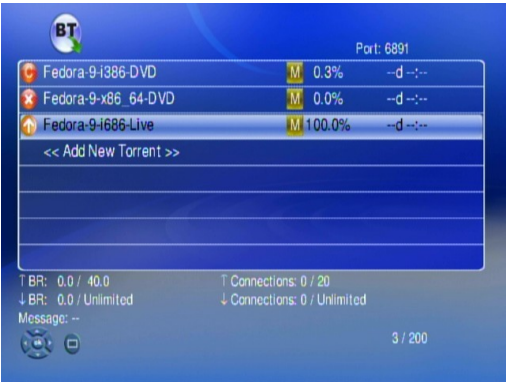 BT
Port: 6891
Fedora-9-i386-DVD M 0.3% --d --:--
Fedora-9-x86_64-DVD M 0.0% --d --:--
Fedora-9-i686-Live M 100.0% --d --:--
<< Add New Torrent >>
↑ BR: 0.0 / 40.0 ↑ Connections: 0 / 20
↓ BR: 0.0 / Unlimited ↓ Connections: 0 / Unlimited
Message: --
3 / 200